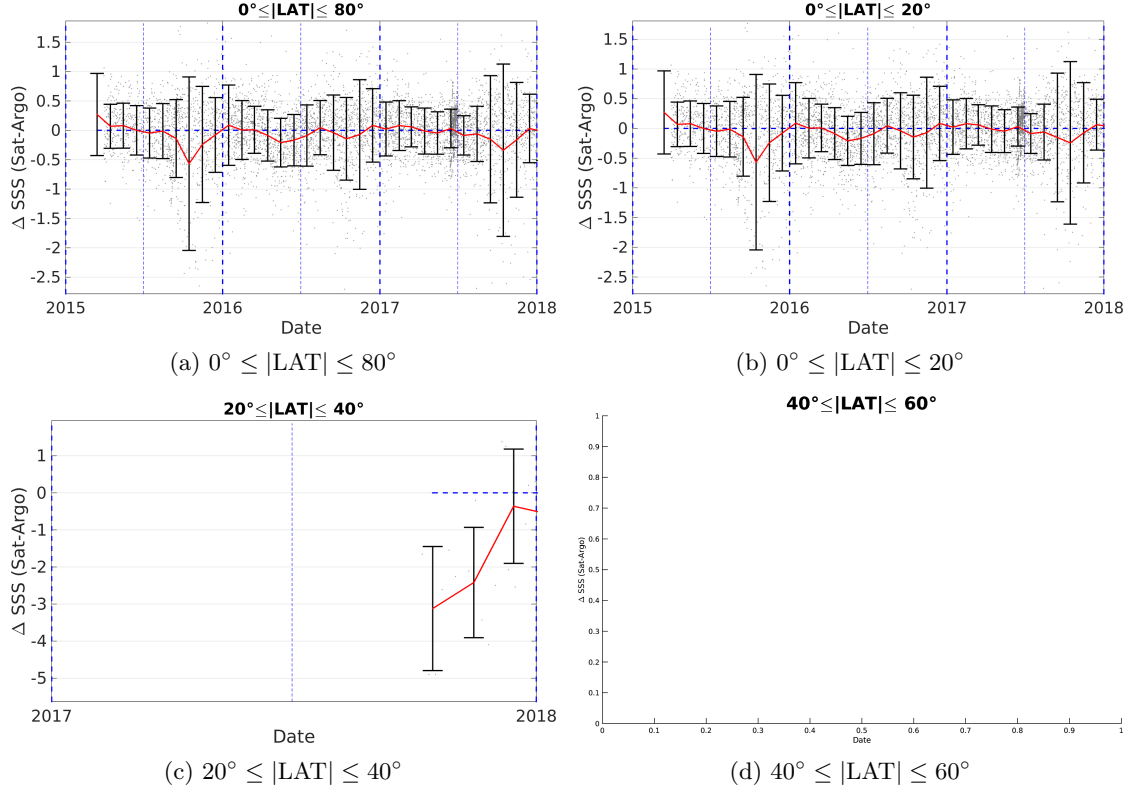 0°≤|LAT|≤ 80°
Δ SSS (Sat-Argo)
1.5
1
0.5
0
-0.5
-1
-1.5
-2
-2.5
2015 2016 2017 2018
Date
(a) 0° ≤ |LAT| ≤ 80°
0°≤|LAT|≤ 20°
Δ SSS (Sat-Argo)
1.5
1
0.5
0
-0.5
-1
-1.5
-2
-2.5
2015 2016 2017 2018
Date
(b) 0° ≤ |LAT| ≤ 20°
20°≤|LAT|≤ 40°
Δ SSS (Sat-Argo)
1
0
-1
-2
-3
-4
-5
2017 2018
Date
(c) 20° ≤ |LAT| ≤ 40°
40°≤|LAT|≤ 60°
Δ SSS (Sat-Argo)
1
0.9
0.8
0.7
0.6
0.5
0.4
0.3
0.2
0.1
0
0 0.1 0.2 0.3 0.4 0.5 0.6 0.7 0.8 0.9 1
Date
(d) 40° ≤ |LAT| ≤ 60°